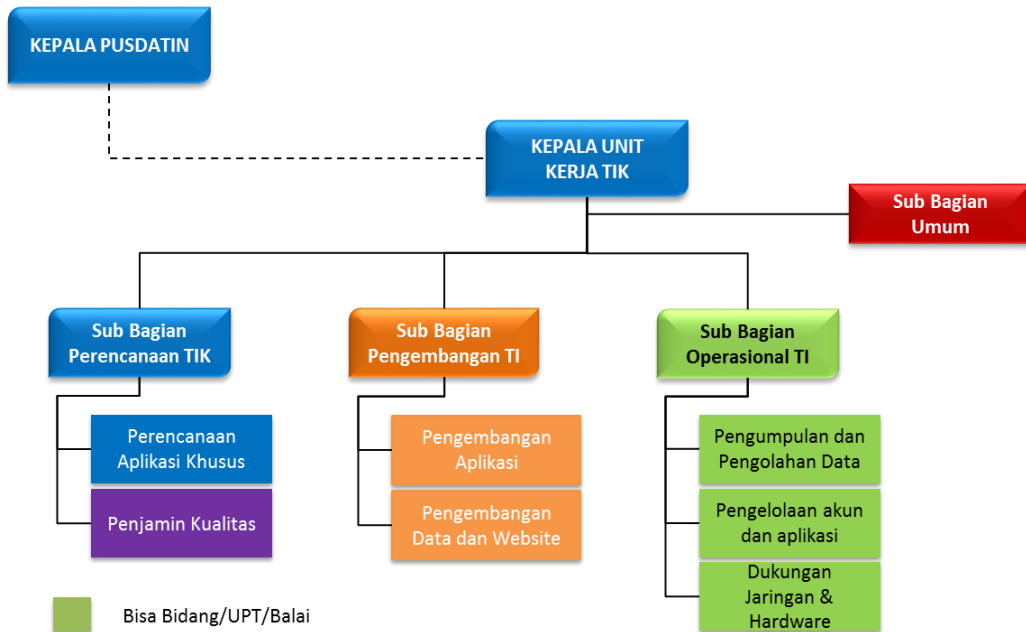 KEPALA PUSDATIN
KEPALA UNIT
KERJA TIK
Sub Bagian
Umum
Sub Bagian
Perencanaan TIK
Sub Bagian
Pengembangan TI
Sub Bagian
Operasional TI
Perencanaan
Aplikasi Khusus
Penjamin Kualitas
Pengembangan
Aplikasi
Pengembangan
Data dan Website
Pengumpulan dan
Pengolahan Data
Pengelolaan akun
dan aplikasi
Dukungan
Jaringan &
Hardware
Bisa Bidang/UPT/Balai